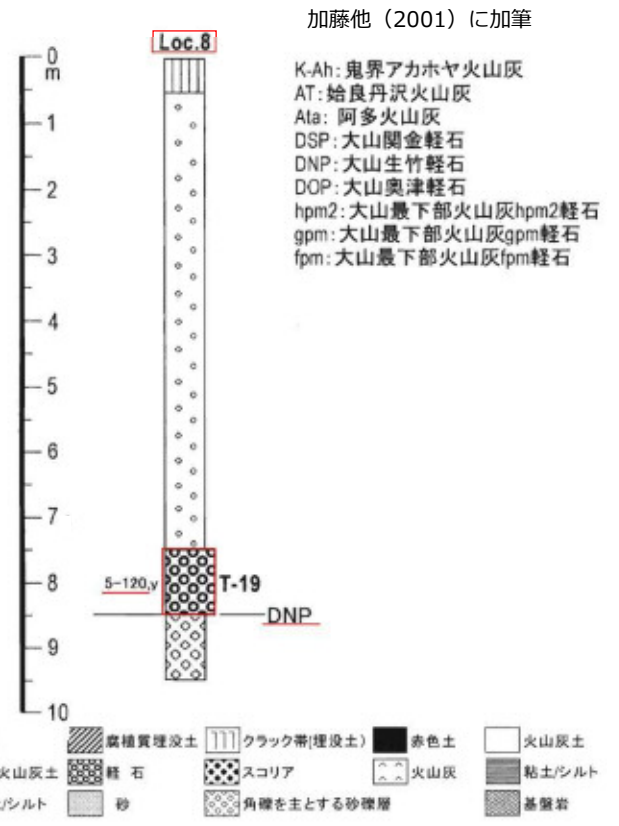 加藤他（2001）に加筆
Loc.8
0
m
K-Ah:鬼界アカホヤ火山灰
AT:姶良丹沢火山灰
Ata: 阿多火山灰
DSP:大山関金軽石
DNP:大山生竹軽石
DOP:大山奥津軽石
hpm2:大山最下部火山灰hpm2軽石
gpm:大山最下部火山灰gpm軽石
fpm:大山最下部火山灰fpm軽石
1
2
3
4
5
6
7
8
5-120,y
T-19
DNP
9
10
腐植質埋没土 クラック帯(埋没土) 赤色土 火山灰土
火山灰土 軽石 スコリア 火山灰 粘土/シルト
/シルト 砂 角礫を主とする砂礫層 基盤岩